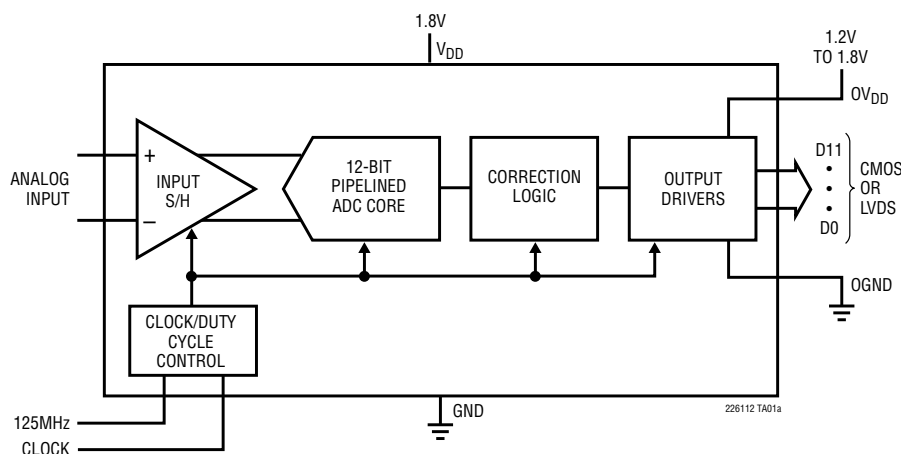 1.8V
VDD
1.2V
TO 1.8V
OVDD
ANALOG
INPUT
+
–
INPUT
S/H
12-BIT
PIPELINED
ADC CORE
CORRECTION
LOGIC
OUTPUT
DRIVERS
D11
•
•
•
D0
CMOS
OR
LVDS
OGND
CLOCK/DUTY
CYCLE
CONTROL
GND
226112 TA01a
125MHz
CLOCK